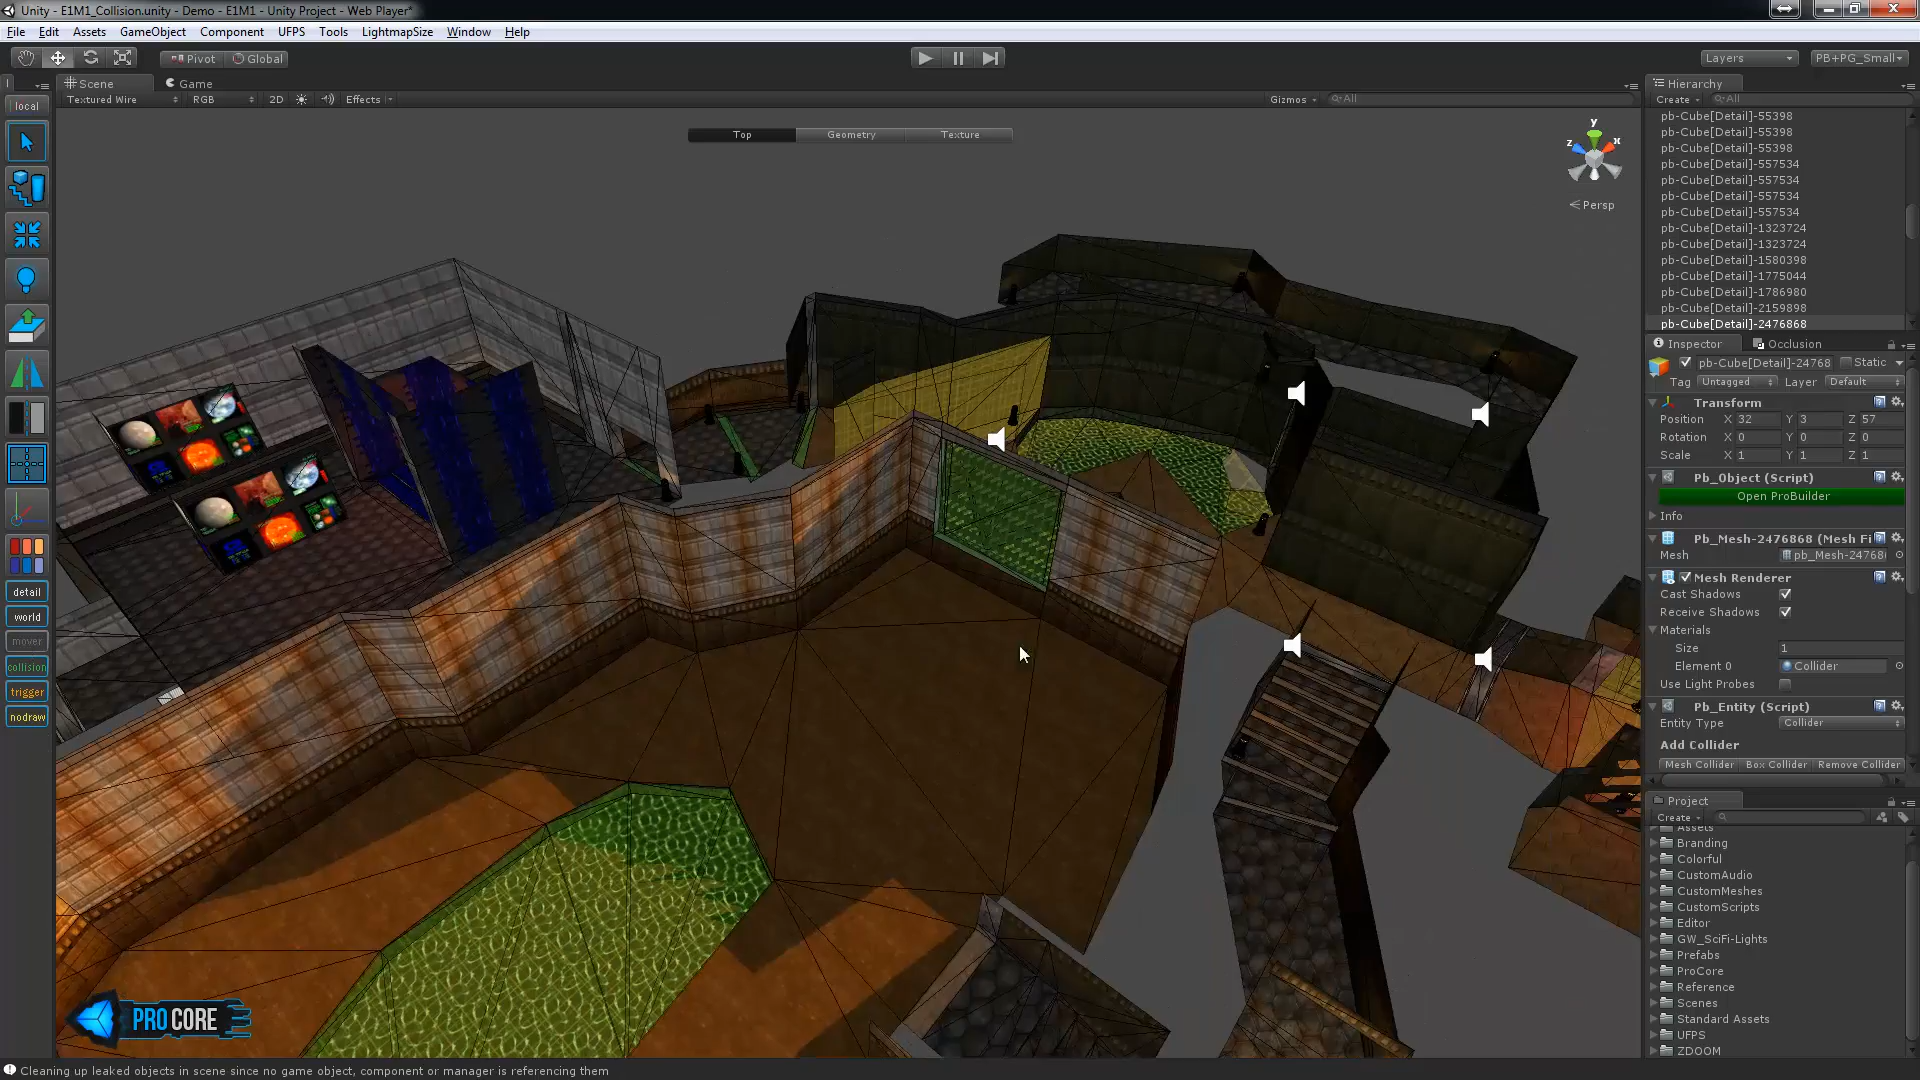 Unity - E1M1_Collision.unity - Demo - E1M1 - Unity Project - Web Player*
File Edit Assets GameObject Component UFPS Tools LightmapSize Window Help
Pivot Global
Layers PB+PG_Small
Scene Game
Textured Wire RGB 2D Effects Gizmos All
Top Geometry Texture
y
z x
Persp
local
detail
world
mover
collision
trigger
nodraw
Hierarchy
Create All
pb-Cube[Detail]-55398
pb-Cube[Detail]-55398
pb-Cube[Detail]-55398
pb-Cube[Detail]-557534
pb-Cube[Detail]-557534
pb-Cube[Detail]-557534
pb-Cube[Detail]-557534
pb-Cube[Detail]-1323724
pb-Cube[Detail]-1323724
pb-Cube[Detail]-1580398
pb-Cube[Detail]-1775044
pb-Cube[Detail]-1786980
pb-Cube[Detail]-2159898
pb-Cube[Detail]-2476868
Inspector Occlusion
pb-Cube[Detail]-24768 Static
Tag Untagged Layer Default
Transform
Position X 32 Y 3 Z 57
Rotation X 0 Y 0 Z 0
Scale X 1 Y 1 Z 1
Pb_Object (Script)
Open ProBuilder
Info
Pb_Mesh-2476868 (Mesh Fi
Mesh pb_Mesh-24768
Mesh Renderer
Cast Shadows
Receive Shadows
Materials
Size 1
Element 0 Collider
Use Light Probes
Pb_Entity (Script)
Entity Type Collider
Add Collider
Mesh Collider Box Collider Remove Collider
Project
Create
Assets
Branding
Colorful
CustomAudio
CustomMeshes
CustomScripts
Editor
GW_SciFi-Lights
Prefabs
ProCore
Reference
Scenes
Standard Assets
UFPS
ZDOOM
PROCORE
Cleaning up leaked objects in scene since no game object, component or manager is referencing them